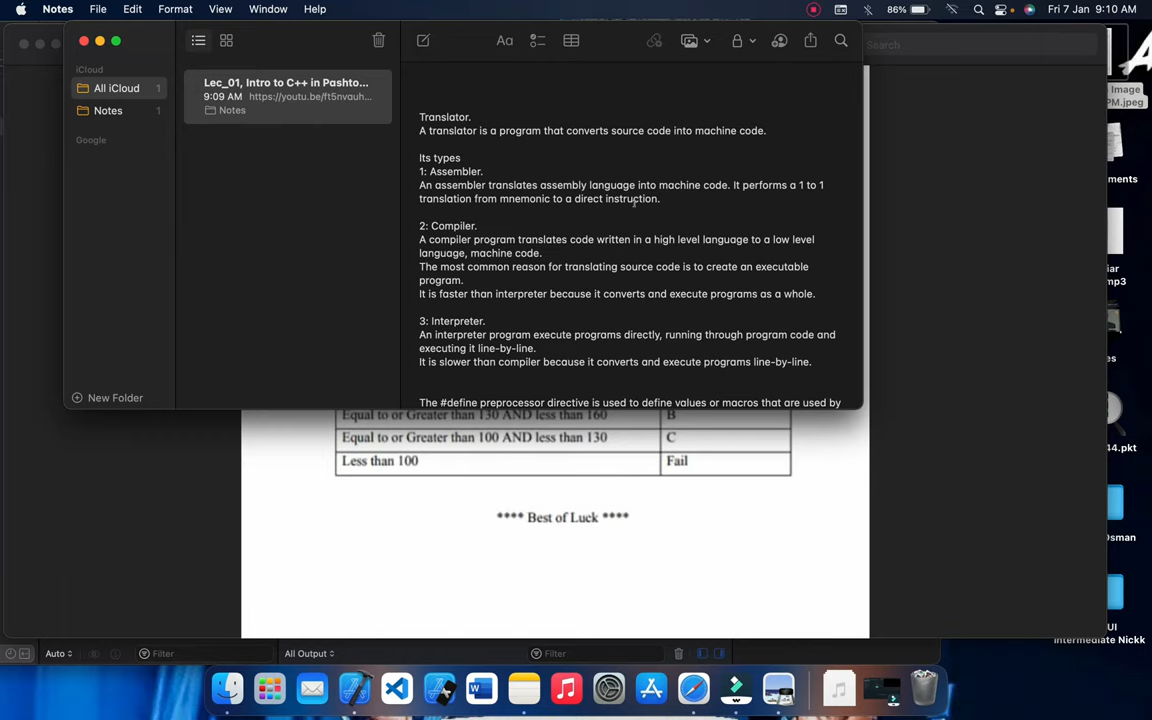 Notes File Edit View Window Help
86%
Fri 7 Jan 9:10 AM
Search
iCloud
All iCloud 1
Notes 1
Google
New Folder
Lec_01, Intro to C++ in Pashto...
9:09 AM https://youtu.be/ft5nvauh...
Notes
Aa
Translator.
A translator is a program that converts source code into machine code.
Its types
1: Assembler.
An assembler translates assembly language into machine code. It performs a 1 to 1
translation from mnemonic to a direct instruction.
2: Compiler.
A compiler program translates code written in a high level language to a low level
language, machine code.
The most common reason for translating source code is to create an executable
program.
It is faster than interpreter because it converts and execute programs as a whole.
3: Interpreter.
An interpreter program execute programs directly, running through program code and
executing it line-by-line.
It is slower than compiler because it converts and execute programs line-by-line.
The #define preprocessor directive is used to define values or macros that are used by
Equal to or Greater than 130 AND less than 160 B
Equal to or Greater than 100 AND less than 130 C
Less than 100 Fail
**** Best of Luck ****
Image
PM.jpeg
ments
iar
mp3
es
44.pkt
Osman
UI
Intermediate Nickk
Auto
Filter
All Output
Filter